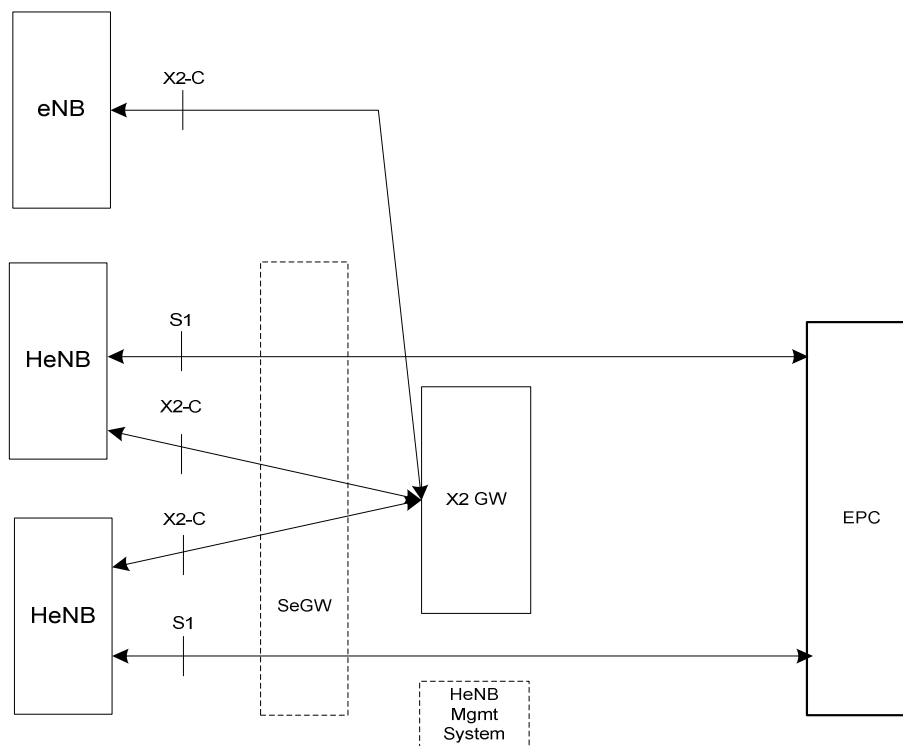 X2-C
eNB
S1
HeNB
X2-C
X2 GW
X2-C
EPC
SeGW
HeNB
S1
HeNB
Mgmt
System